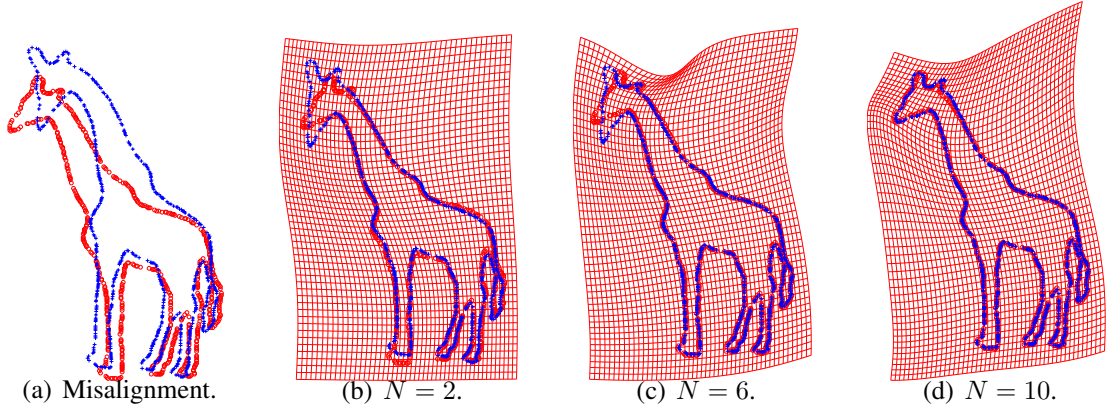 (a) Misalignment.
(b) N = 2.
(c) N = 6.
(d) N = 10.